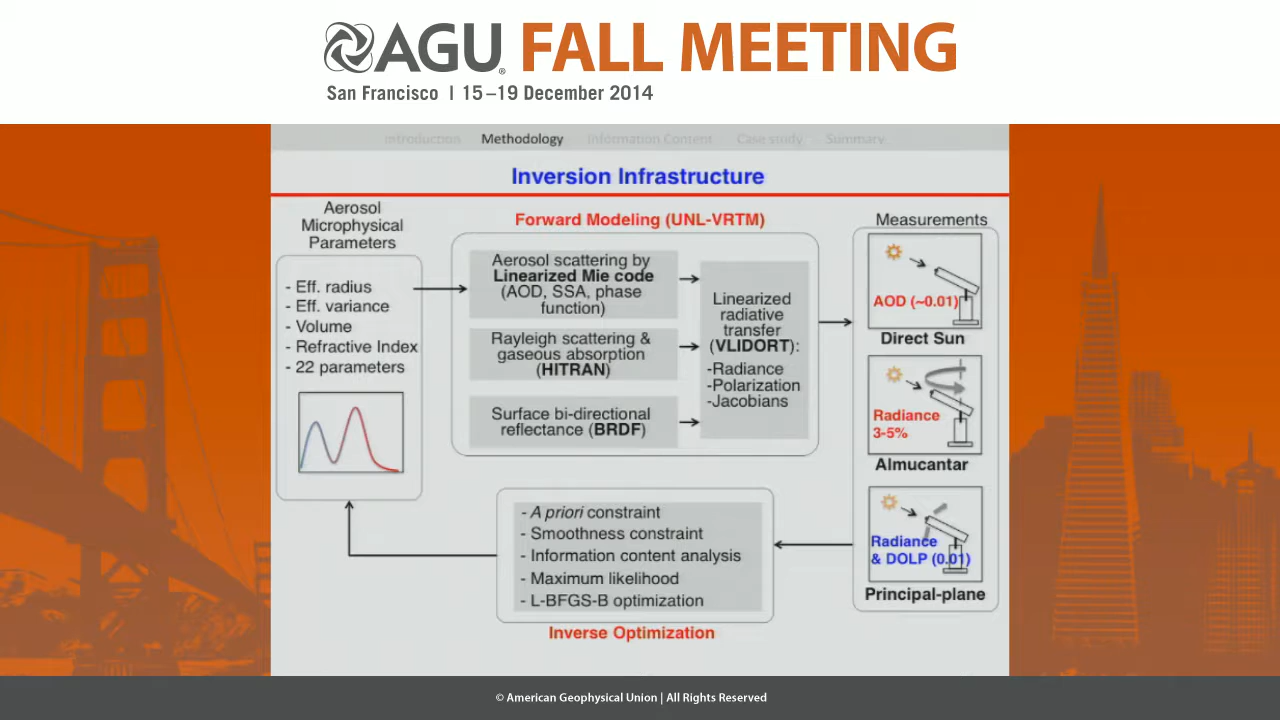 AGU FALL MEETING
San Francisco | 15–19 December 2014
Introduction Methodology Information Content Case study Summary
Inversion Infrastructure
Aerosol
Microphysical
Parameters
- Eff. radius
- Eff. variance
- Volume
- Refractive Index
- 22 parameters
Forward Modeling (UNL-VRTM)
Aerosol scattering by
Linearized Mie code
(AOD, SSA, phase
function)
Rayleigh scattering &
gaseous absorption
(HITRAN)
Surface bi-directional
reflectance (BRDF)
Linearized
radiative
transfer
(VLIDORT):
-Radiance
-Polarization
-Jacobians
Measurements
AOD (~0.01)
Direct Sun
Radiance
3-5%
Almucantar
Radiance
& DOLP (0.01)
Principal-plane
- A priori constraint
- Smoothness constraint
- Information content analysis
- Maximum likelihood
- L-BFGS-B optimization
Inverse Optimization
© American Geophysical Union | All Rights Reserved